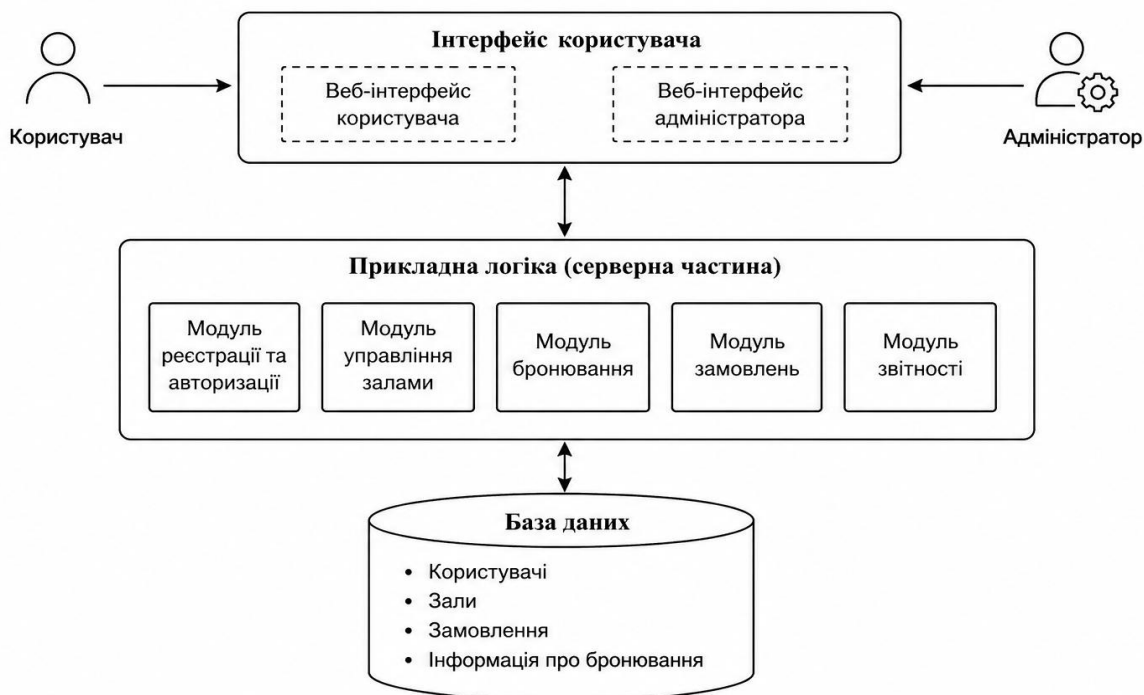 Інтерфейс користувача
Веб-інтерфейс
користувача
Веб-інтерфейс
адміністратора
Користувач
Адміністратор
Прикладна логіка (серверна частина)
Модуль
реєстрації та
авторизації
Модуль
управління
залами
Модуль
бронювання
Модуль
замовлень
Модуль
звітності
База даних
• Користувачі
• Зали
• Замовлення
• Інформація про бронювання